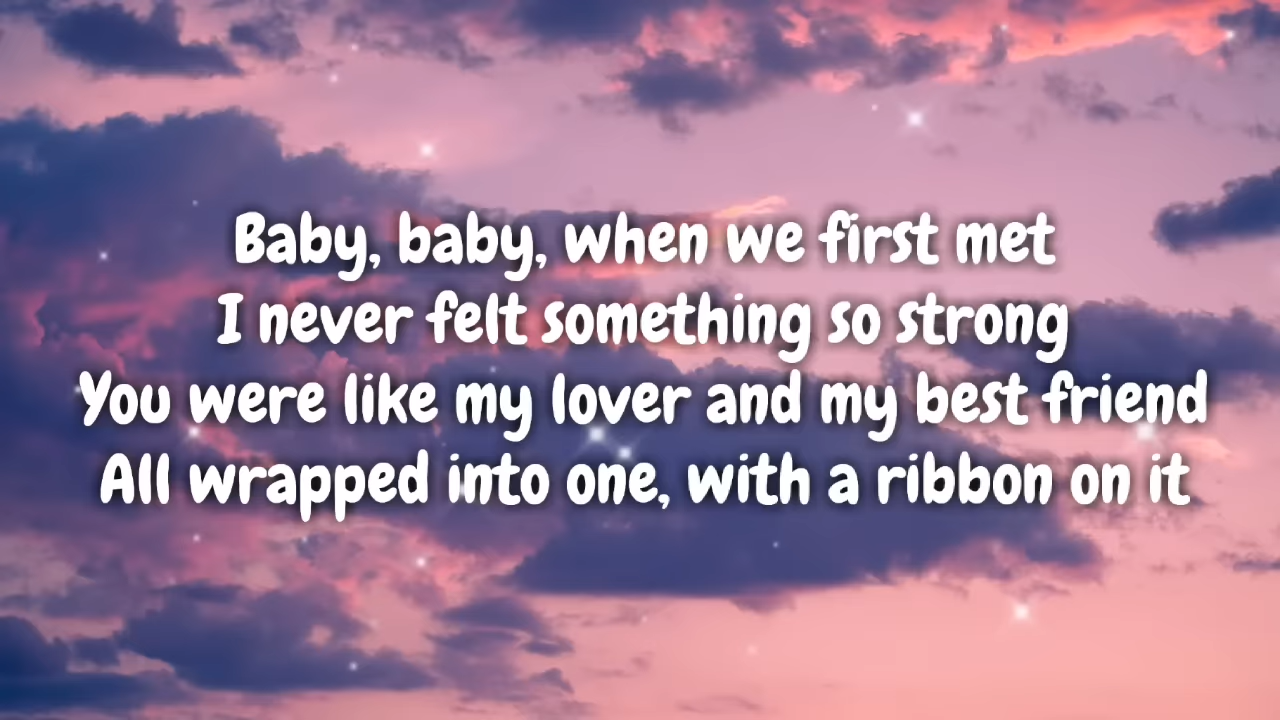 Baby, baby, when we first met
I never felt something so strong
You were like my lover and my best friend
All wrapped into one, with a ribbon on it